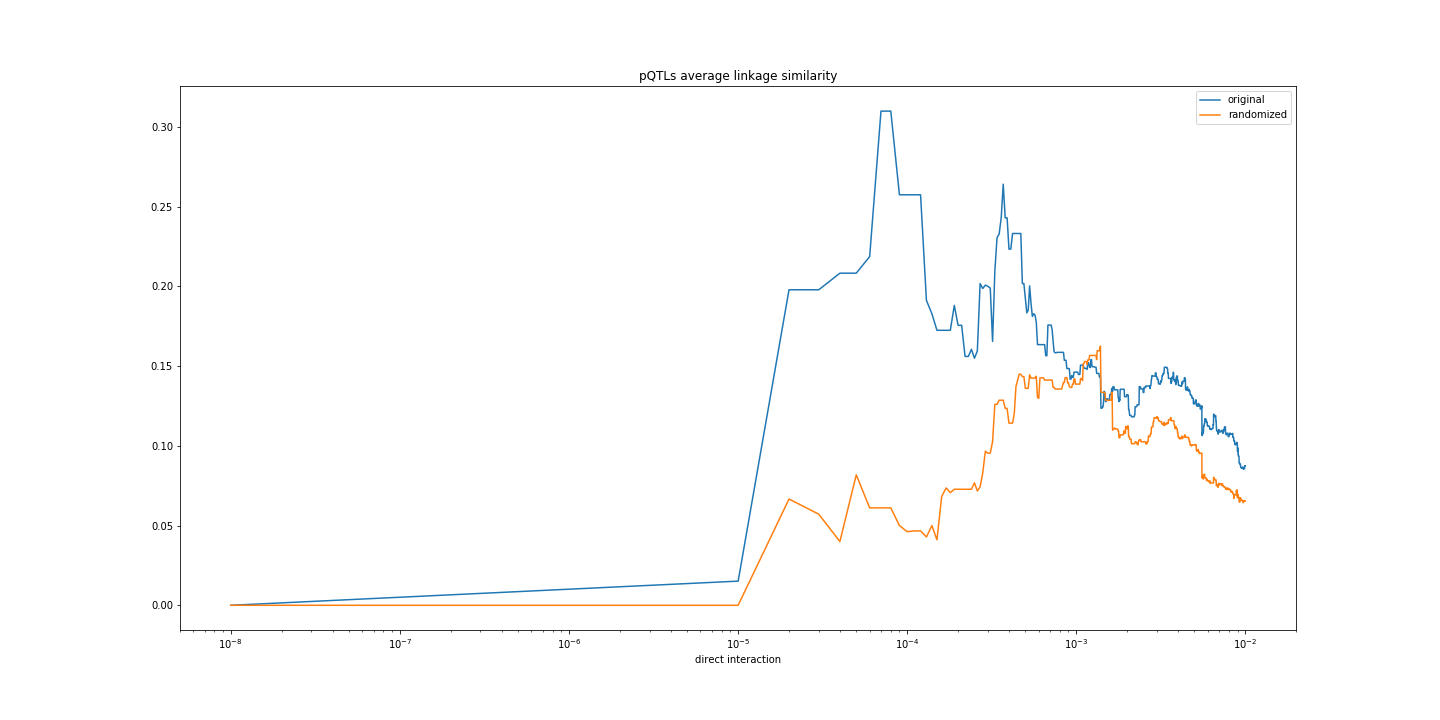 pQTLs average linkage similarity
original
randomized
0.30
0.25
0.20
0.15
0.10
0.05
0.00
10⁻⁸ 10⁻⁷ 10⁻⁶ 10⁻⁵ 10⁻⁴ 10⁻³ 10⁻²
direct interaction